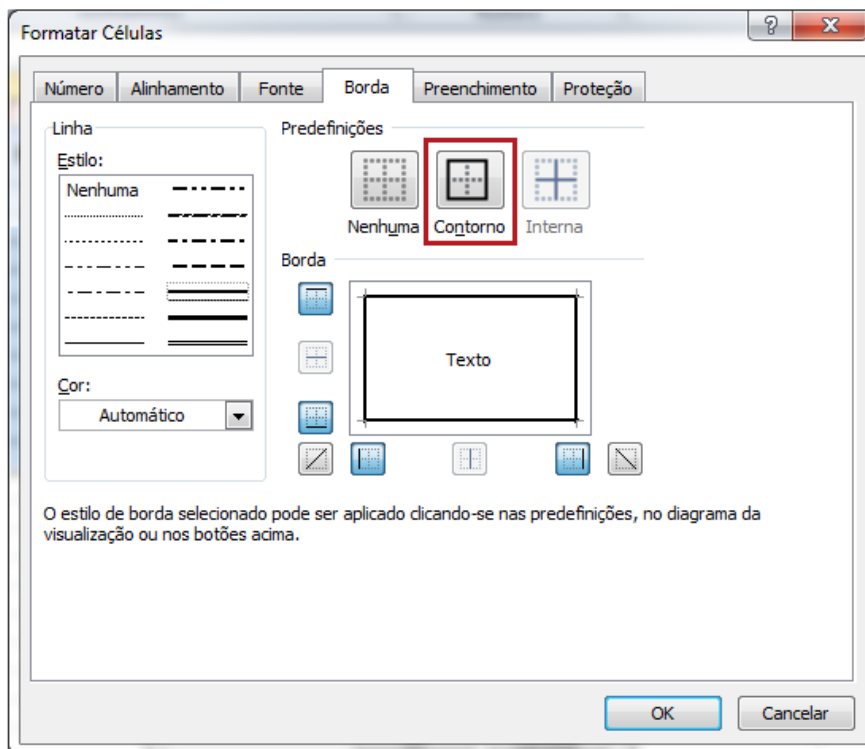 Formatar Células
Número Alinhamento Fonte Borda Preenchimento Proteção
Linha
Estilo:
Nenhuma
Cor:
Automático
Predefinições
Nenhuma Contorno Interna
Borda
Texto
O estilo de borda selecionado pode ser aplicado clicando-se nas predefinições, no diagrama da
visualização ou nos botões acima.
OK Cancelar